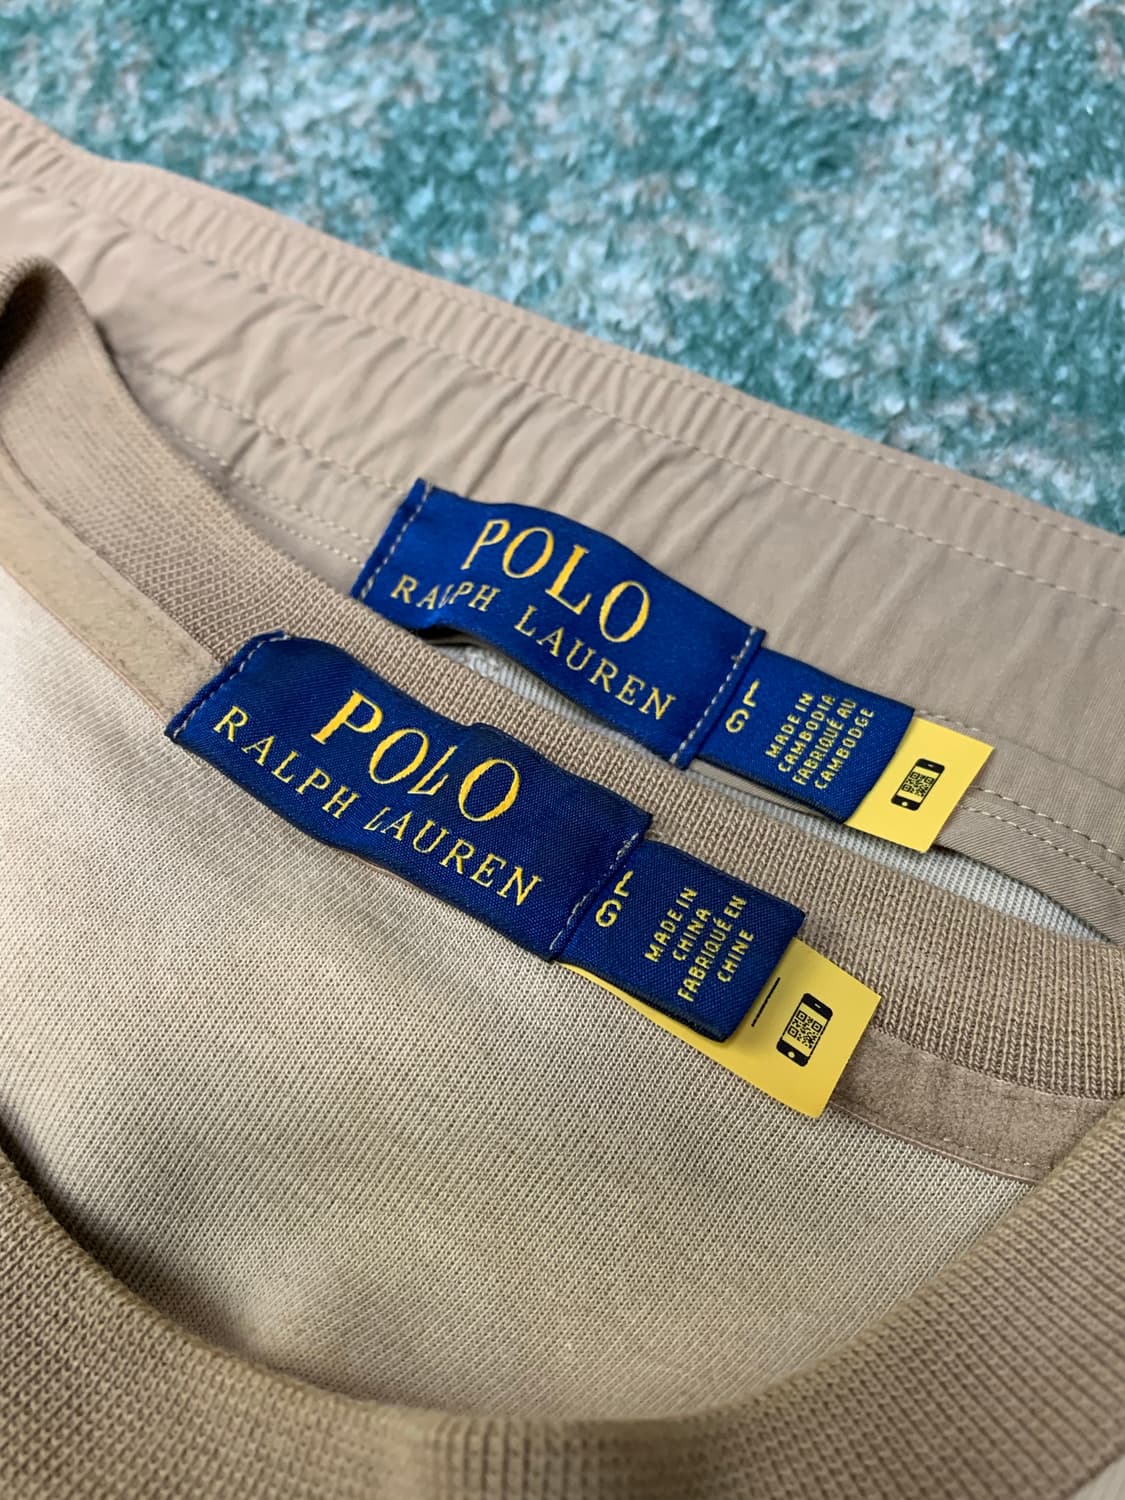 POLO
RALPH LAUREN
L
G
MADE IN
CAMBODIA
FABRIQUÉ AU
CAMBODGE
POLO
RALPH LAUREN
L
G
MADE IN
CHINA
FABRIQUÉ EN
CHINE